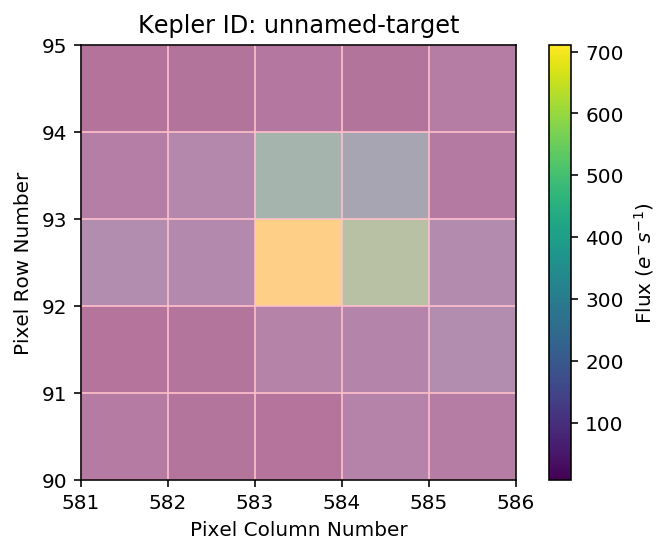 Kepler ID: unnamed-target
95
94
93
92
91
90
581 582 583 584 585 586
Pixel Row Number
Pixel Column Number
700
600
500
400
300
200
100
Flux (e⁻ s⁻¹)